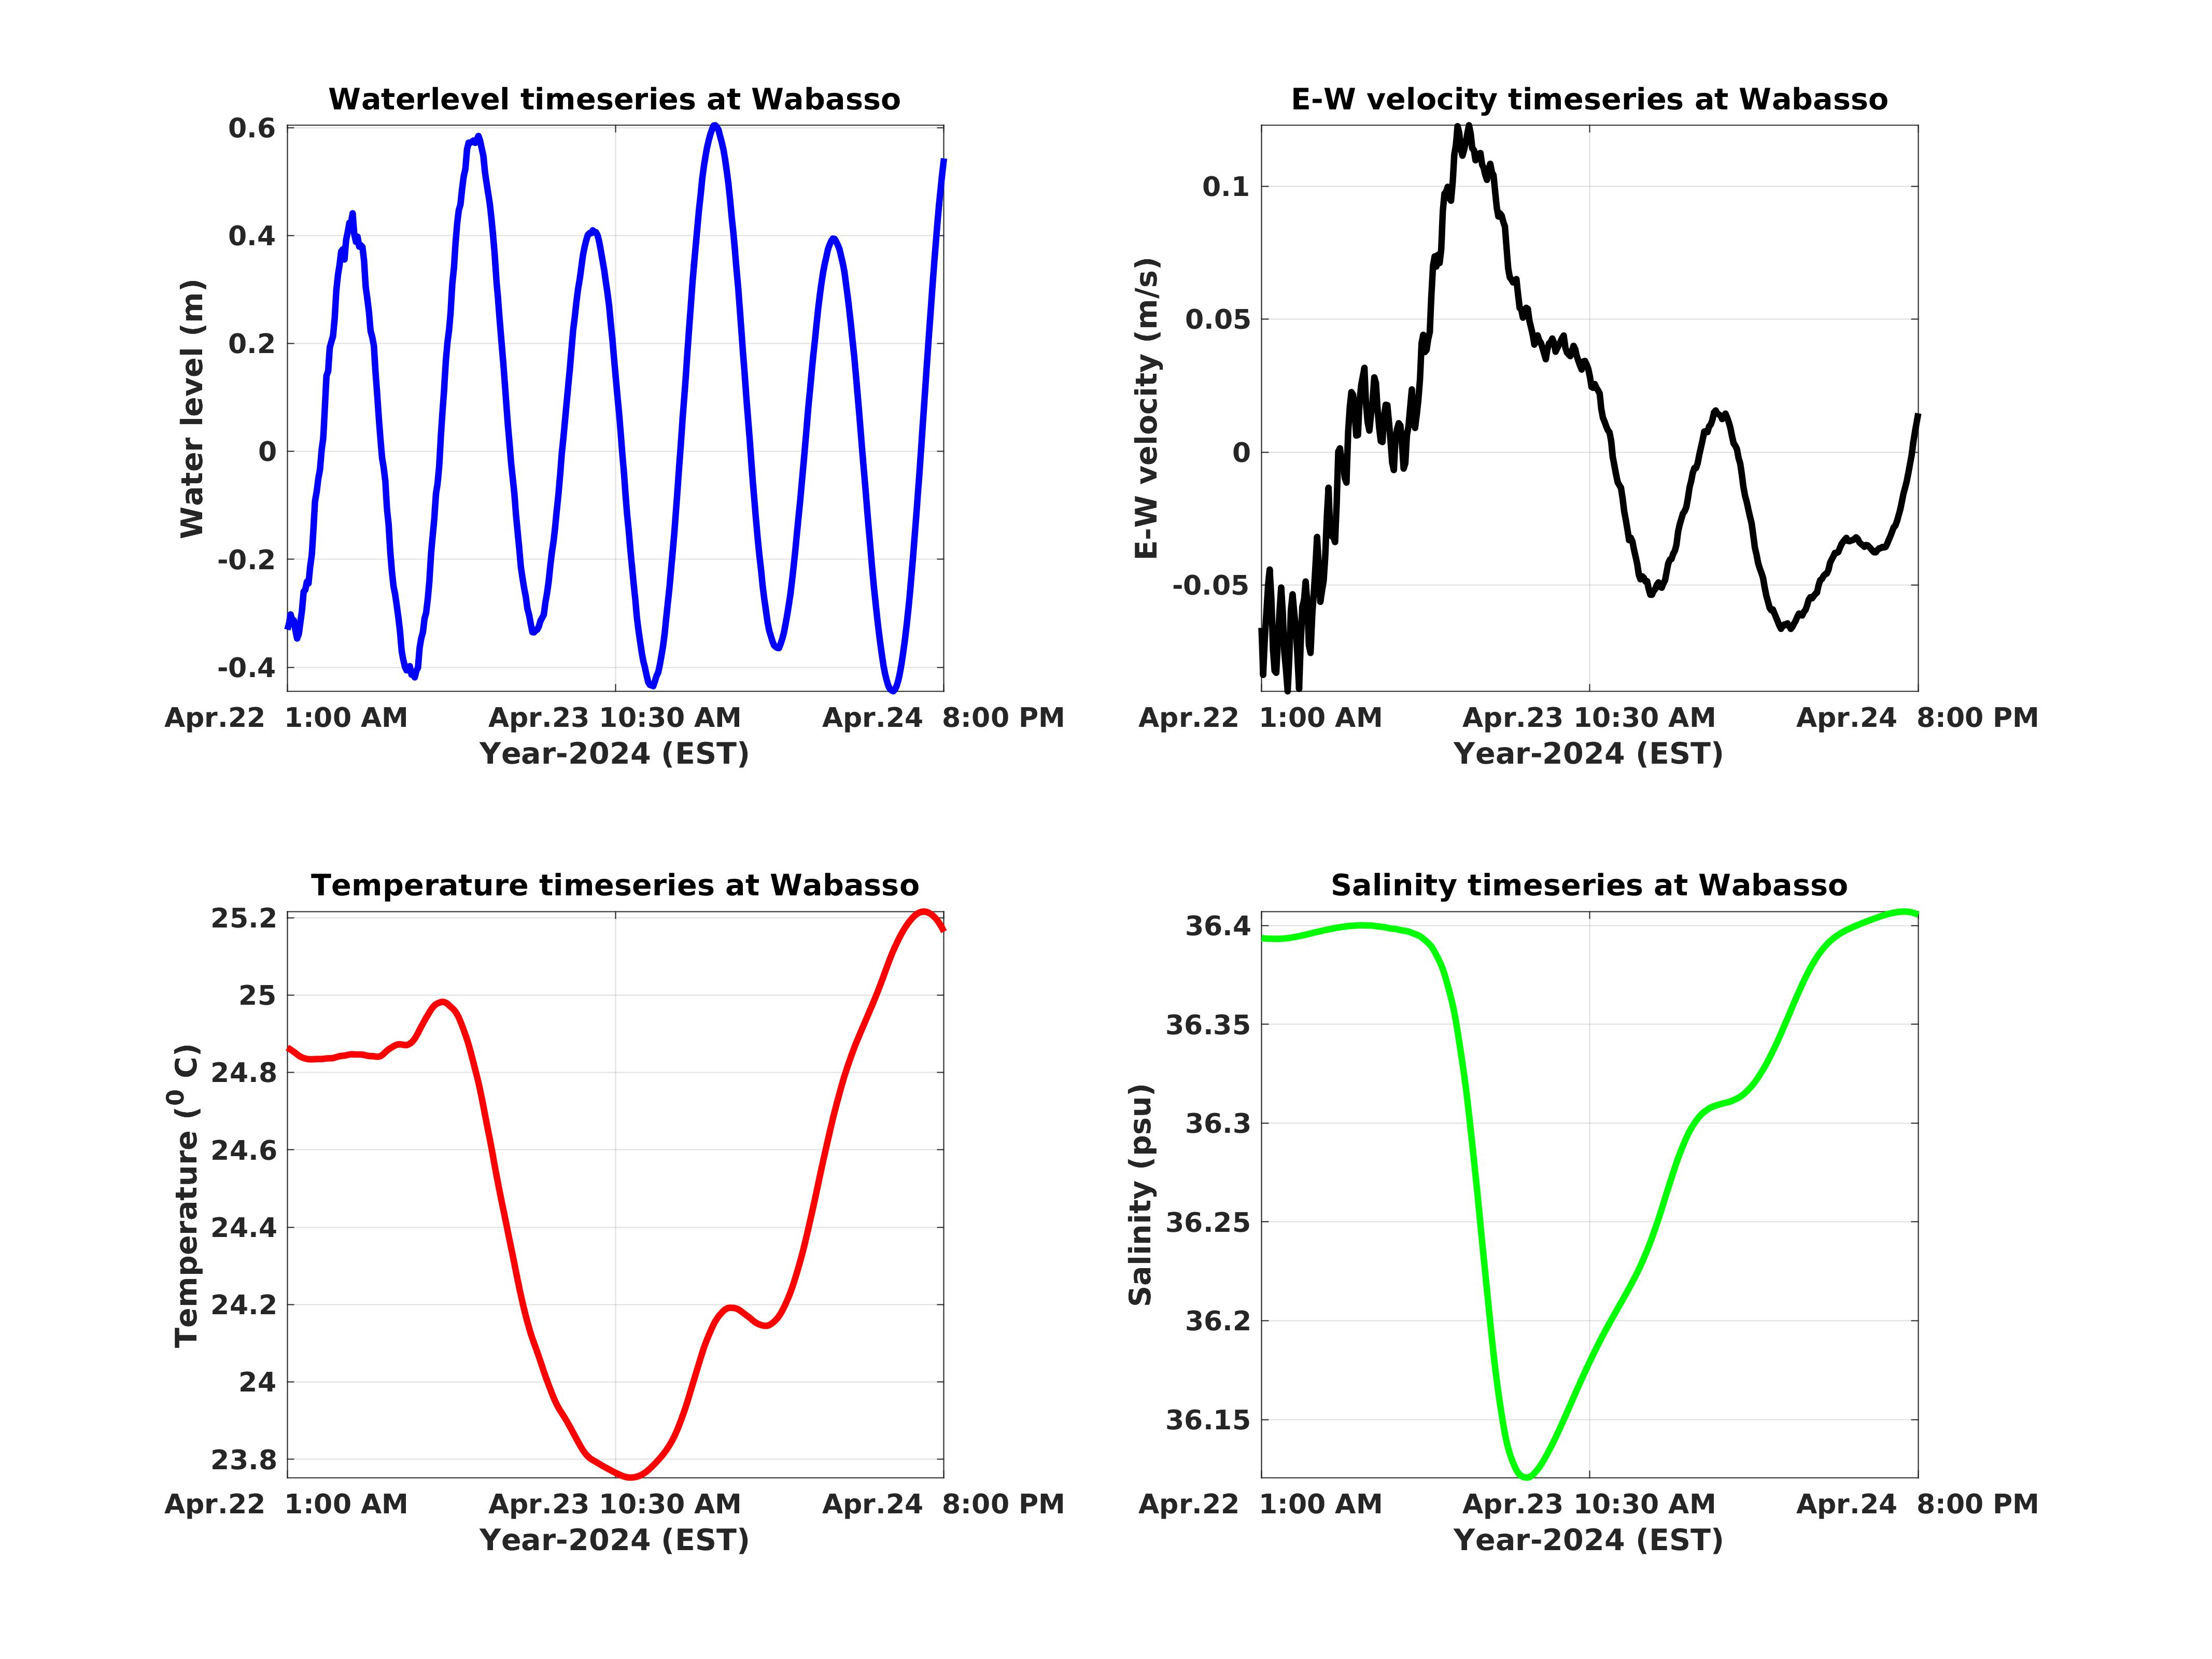 Waterlevel timeseries at Wabasso
0.6
0.4
0.2
0
-0.2
-0.4
Water level (m)
Apr.22 1:00 AM Apr.23 10:30 AM Apr.24 8:00 PM
Year-2024 (EST)
E-W velocity timeseries at Wabasso
0.1
0.05
0
-0.05
E-W velocity (m/s)
Apr.22 1:00 AM Apr.23 10:30 AM Apr.24 8:00 PM
Year-2024 (EST)
Temperature timeseries at Wabasso
25.2
25
24.8
24.6
24.4
24.2
24
23.8
Temperature (⁰ C)
Apr.22 1:00 AM Apr.23 10:30 AM Apr.24 8:00 PM
Year-2024 (EST)
Salinity timeseries at Wabasso
36.4
36.35
36.3
36.25
36.2
36.15
Salinity (psu)
Apr.22 1:00 AM Apr.23 10:30 AM Apr.24 8:00 PM
Year-2024 (EST)